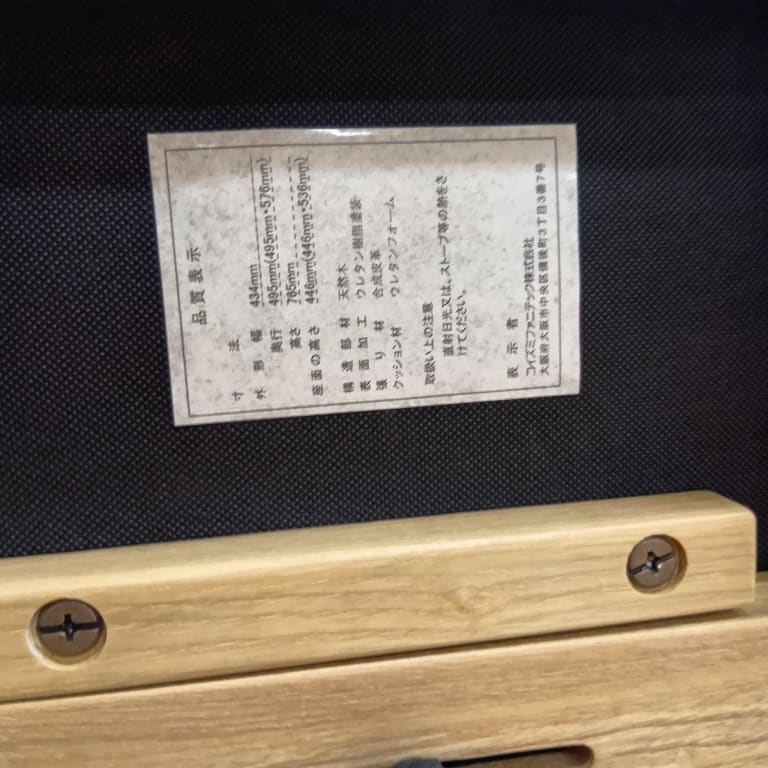 品質表示
寸法
外形 幅 434mm
奥行 495mm(495mm・576mm)
高さ 765mm
座面の高さ 446mm(446mm・536mm)
構造部材 天然木
表面加工 ウレタン樹脂塗装
張り材 合成皮革
クッション材 ウレタンフォーム
取扱い上の注意
直射日光又は、ストーブ等の熱をさ
けてください。
表示者
コイズミファニテック株式会社
大阪府大阪市中央区備後町3丁目3番7号